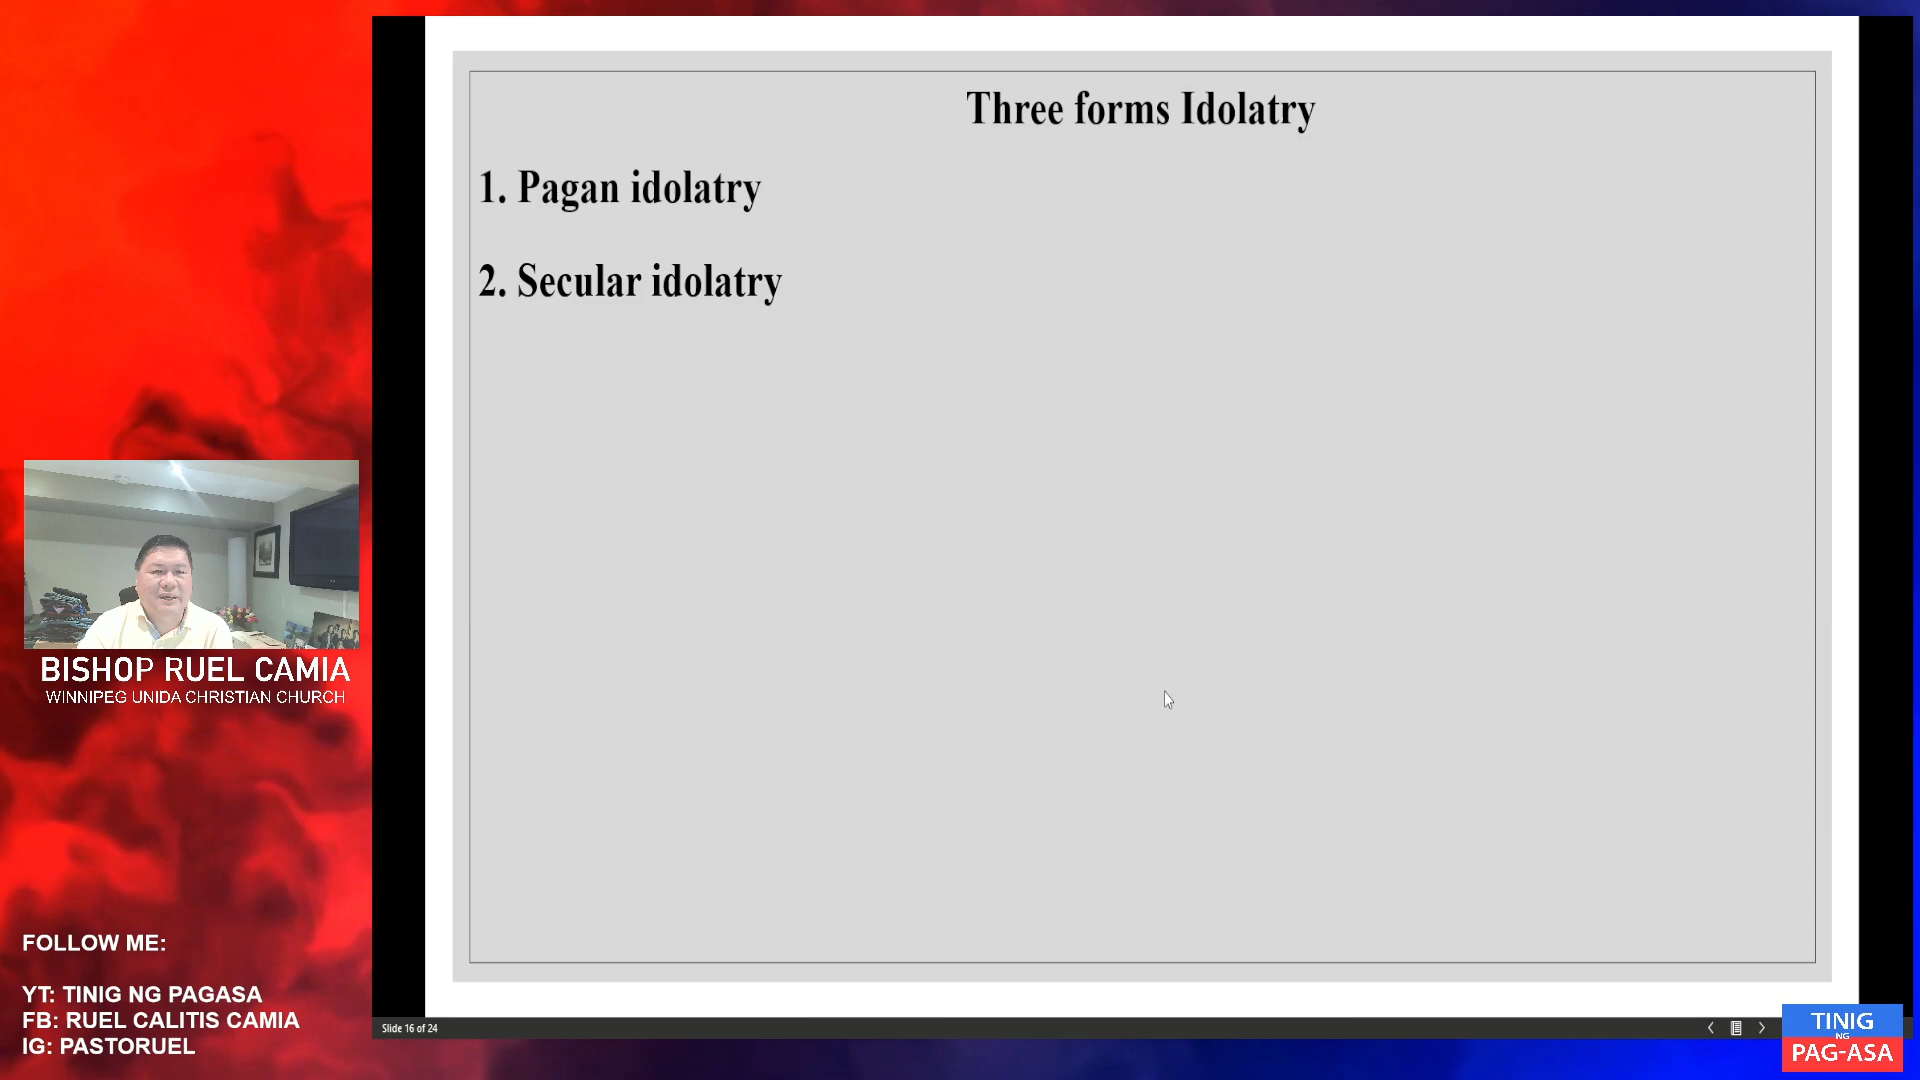 Three forms Idolatry
1. Pagan idolatry
2. Secular idolatry
BISHOP RUEL CAMIA
WINNIPEG UNIDA CHRISTIAN CHURCH
FOLLOW ME:
YT: TINIG NG PAGASA
FB: RUEL CALITIS CAMIA
IG: PASTORUEL
Slide 16 of 24
TINIG
NG
PAG-ASA